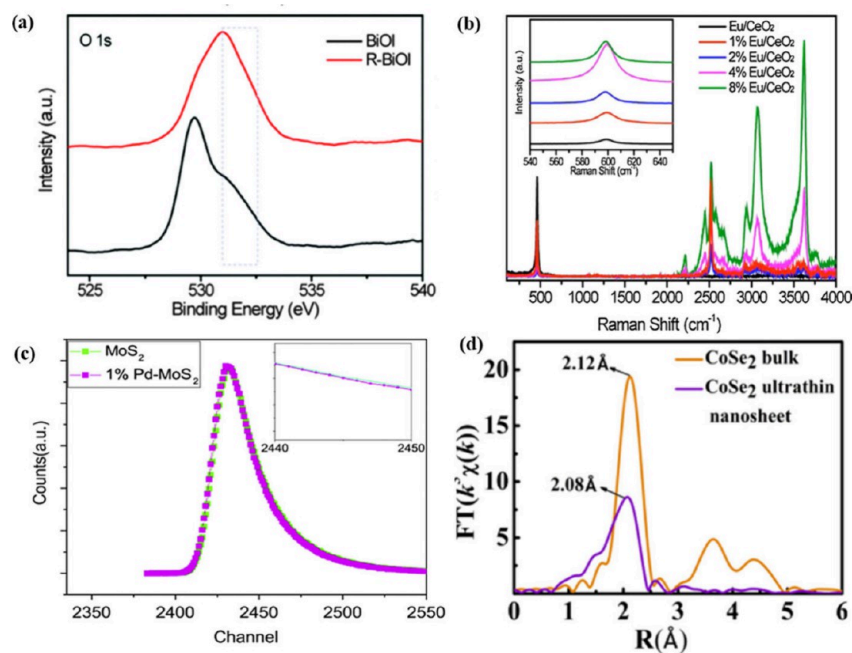 (a)
O 1s
BiOI
R-BiOI
Intensity (a.u.)
525
530
535
540
Binding Energy (eV)
(b)
Eu/CeO₂
1% Eu/CeO₂
2% Eu/CeO₂
4% Eu/CeO₂
8% Eu/CeO₂
Intensity (a.u.)
540 560 580 600 620 640
Raman Shift (cm⁻¹)
Intensity (a.u.)
500 1000 1500 2000 2500 3000 3500 4000
Raman Shift (cm⁻¹)
(c)
MoS₂
1% Pd-MoS₂
2440
2450
Counts(a.u.)
2350
2400
2450
2500
2550
Channel
(d)
CoSe₂ bulk
CoSe₂ ultrathin
nanosheet
2.12Å
2.08Å
20
15
10
5
FT(k³χ(k))
0 1 2 3 4 5 6
R(Å)